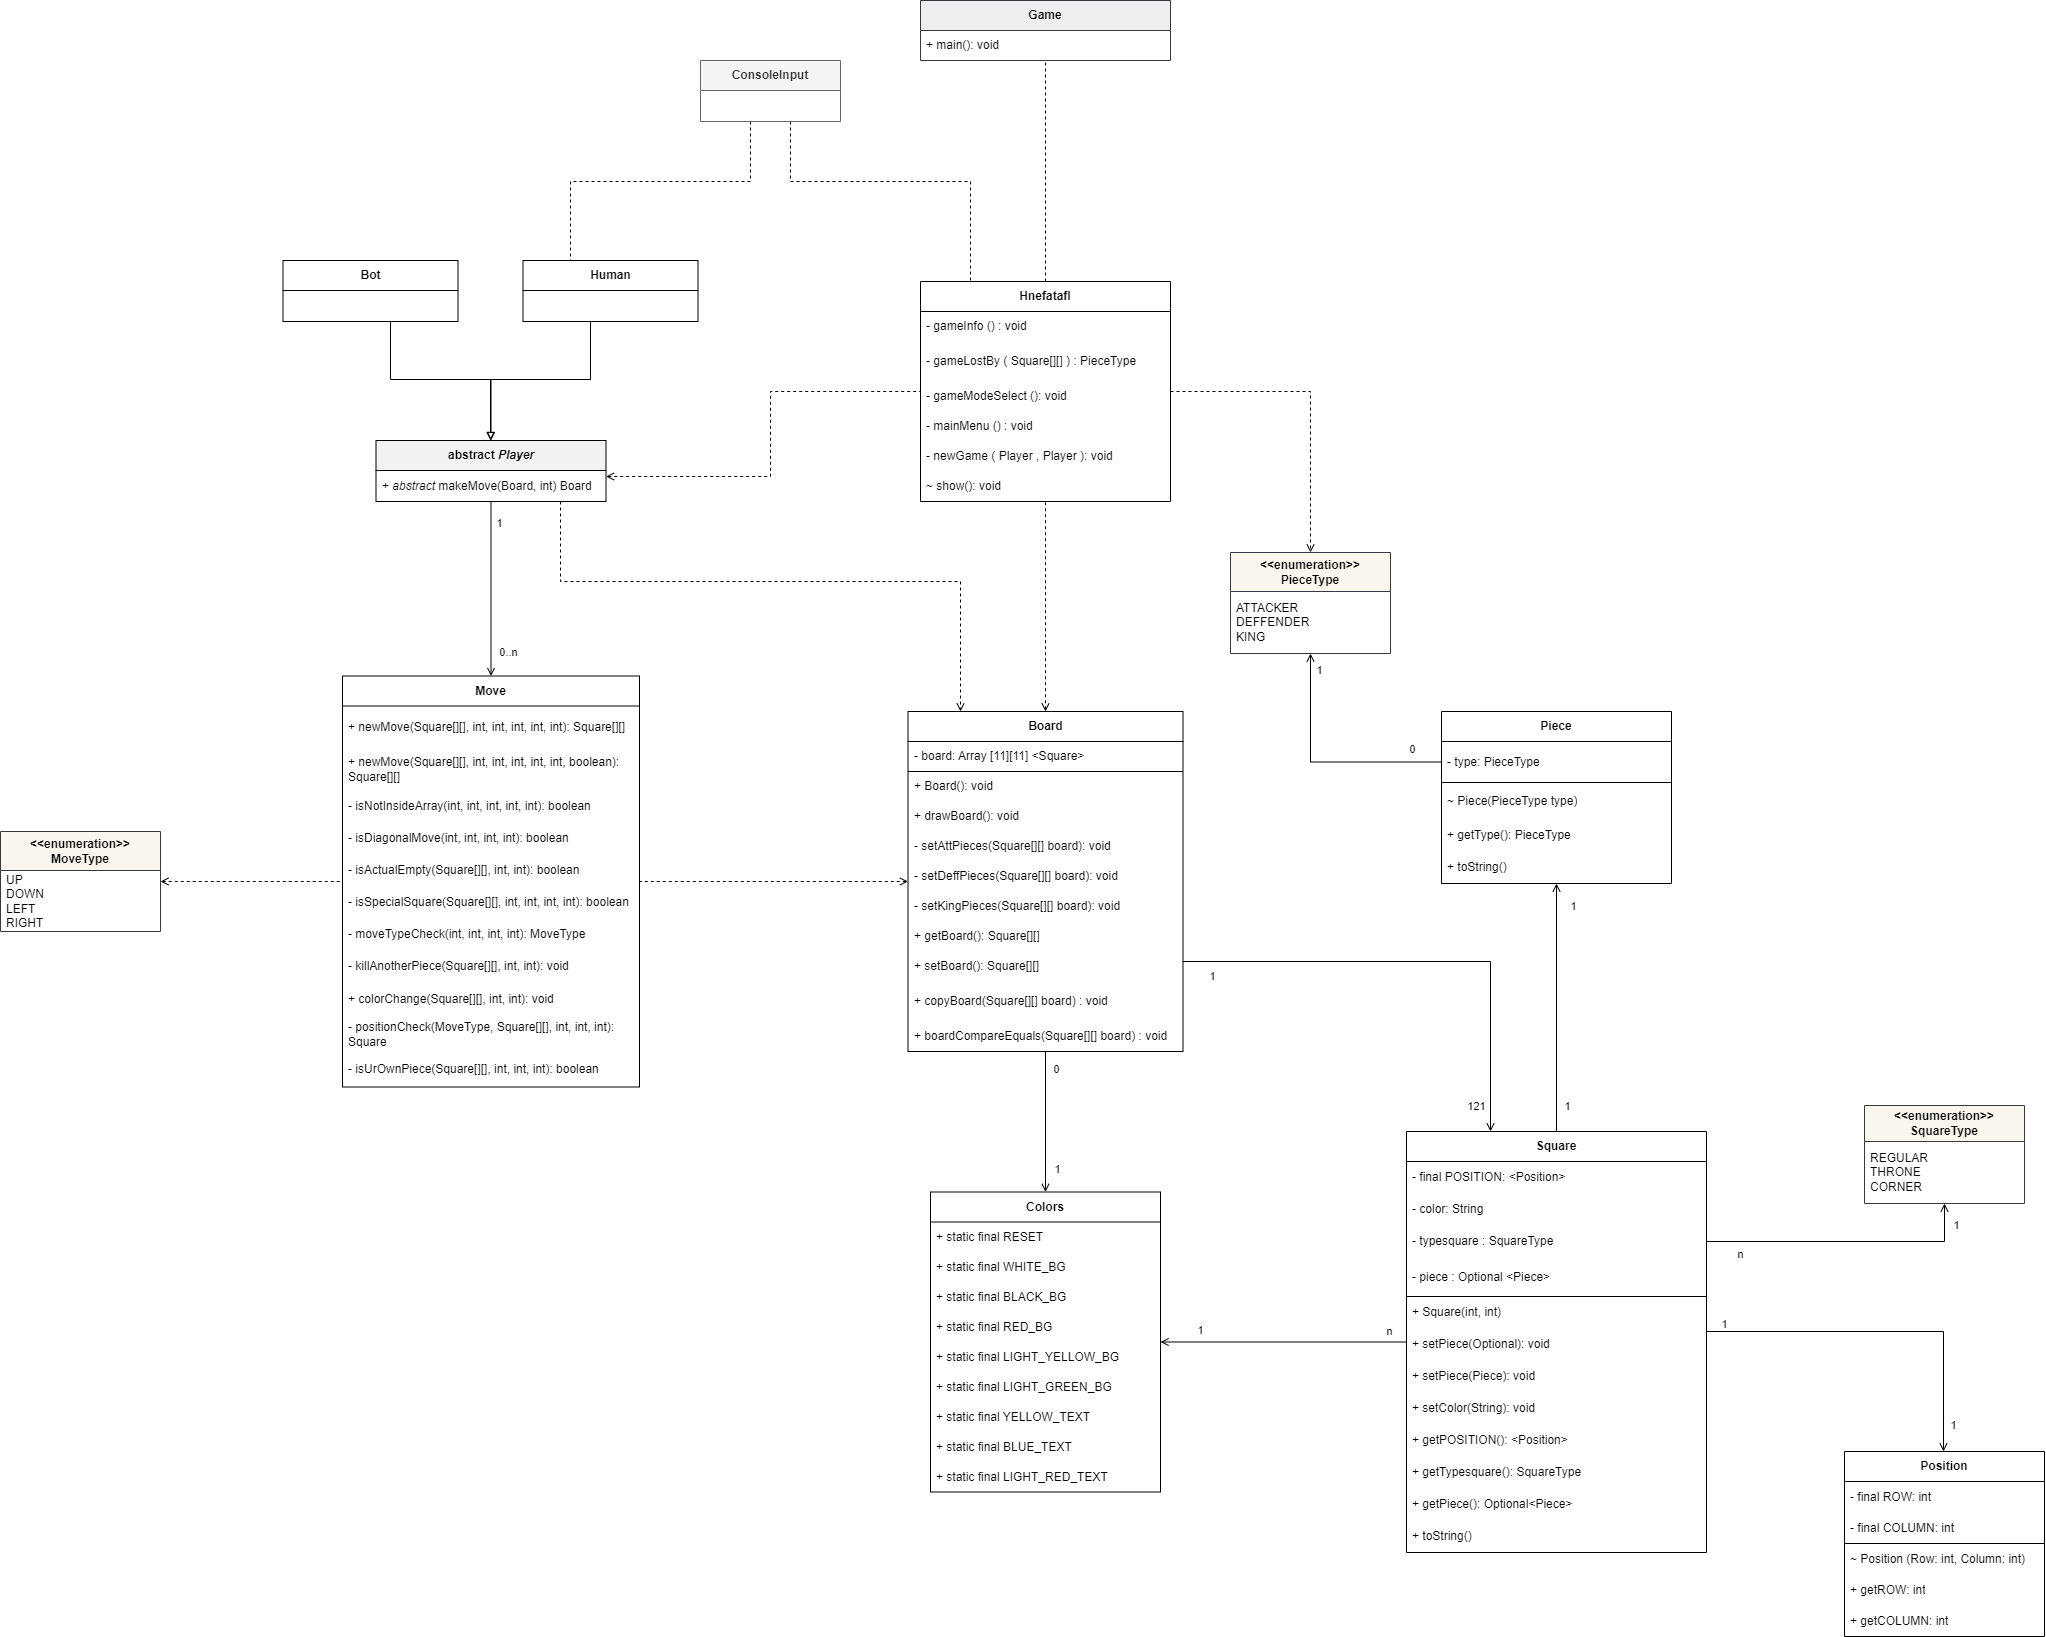 Game
+ main(): void
ConsoleInput
Bot
Human
Hnefatafl
- gameInfo () : void
- gameLostBy ( Square[][] ) : PieceType
- gameModeSelect (): void
- mainMenu () : void
- newGame ( Player , Player ): void
~ show(): void
abstract Player
+ abstract makeMove(Board, int) Board
1
0..n
<<enumeration>>
PieceType
ATTACKER
DEFFENDER
KING
1
0
Move
+ newMove(Square[][], int, int, int, int, int): Square[][]
+ newMove(Square[][], int, int, int, int, int, boolean):
Square[][]
- isNotInsideArray(int, int, int, int, int): boolean
- isDiagonalMove(int, int, int, int): boolean
- isActualEmpty(Square[][], int, int): boolean
- isSpecialSquare(Square[][], int, int, int, int): boolean
- moveTypeCheck(int, int, int, int): MoveType
- killAnotherPiece(Square[][], int, int): void
+ colorChange(Square[][], int, int): void
- positionCheck(MoveType, Square[][], int, int, int):
Square
- isUrOwnPiece(Square[][], int, int, int): boolean
<<enumeration>>
MoveType
UP
DOWN
LEFT
RIGHT
Board
- board: Array [11][11] <Square>
+ Board(): void
+ drawBoard(): void
- setAttPieces(Square[][] board): void
- setDeffPieces(Square[][] board): void
- setKingPieces(Square[][] board): void
+ getBoard(): Square[][]
+ setBoard(): Square[][]
+ copyBoard(Square[][] board) : void
+ boardCompareEquals(Square[][] board) : void
1
121
0
1
Piece
- type: PieceType
~ Piece(PieceType type)
+ getType(): PieceType
+ toString()
1
1
Colors
+ static final RESET
+ static final WHITE_BG
+ static final BLACK_BG
+ static final RED_BG
+ static final LIGHT_YELLOW_BG
+ static final LIGHT_GREEN_BG
+ static final YELLOW_TEXT
+ static final BLUE_TEXT
+ static final LIGHT_RED_TEXT
1
n
Square
- final POSITION: <Position>
- color: String
- typesquare : SquareType
- piece : Optional <Piece>
+ Square(int, int)
+ setPiece(Optional): void
+ setPiece(Piece): void
+ setColor(String): void
+ getPOSITION(): <Position>
+ getTypesquare(): SquareType
+ getPiece(): Optional<Piece>
+ toString()
<<enumeration>>
SquareType
REGULAR
THRONE
CORNER
1
n
1
1
Position
- final ROW: int
- final COLUMN: int
~ Position (Row: int, Column: int)
+ getROW: int
+ getCOLUMN: int